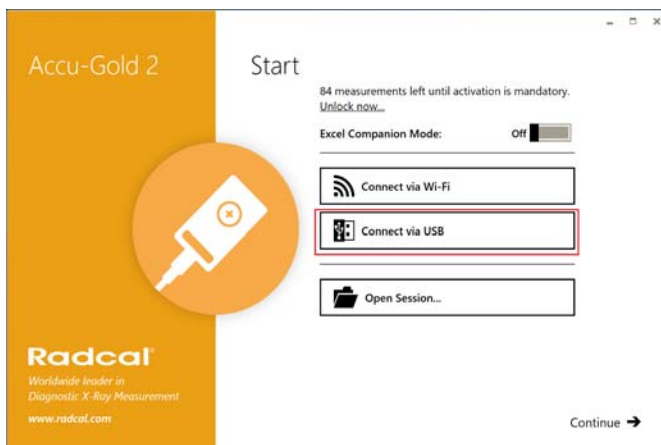 Accu-Gold 2
Start
84 measurements left until activation is mandatory.
Unlock now...
Excel Companion Mode:
Off
Connect via Wi-Fi
Connect via USB
Open Session...
Radcal
Worldwide leader in
Diagnostic X-Ray Measurement
www.radcal.com
Continue